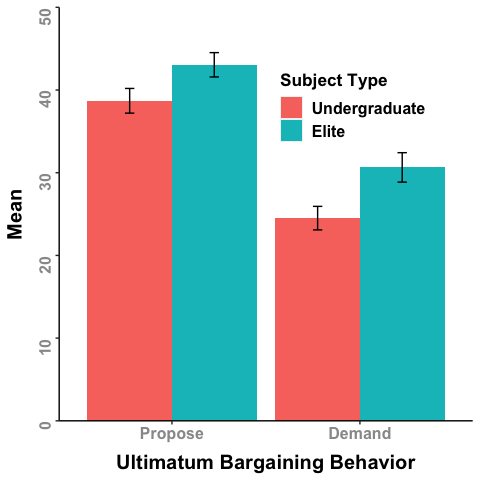 50
40
30
20
10
0
Mean
Subject Type
Undergraduate
Elite
Propose
Demand
Ultimatum Bargaining Behavior